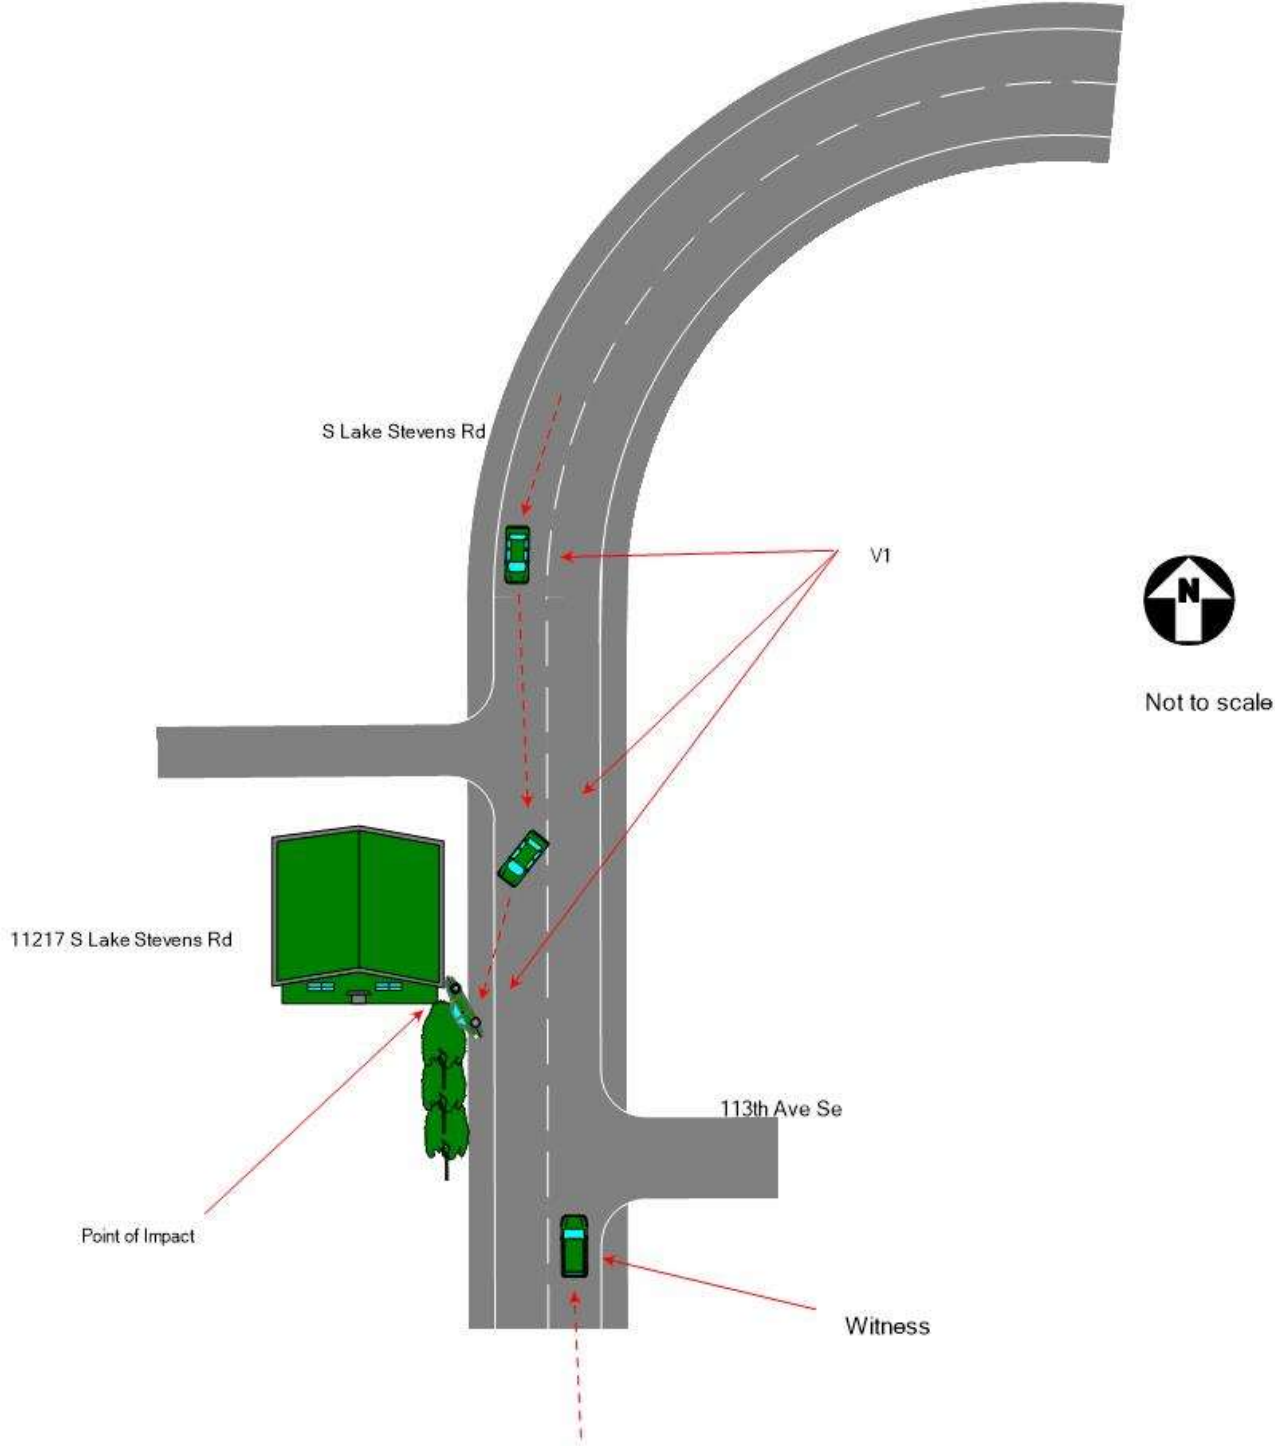 S Lake Stevens Rd
V1
N
Not to scale
11217 S Lake Stevens Rd
113th Ave Se
Point of Impact
Witness